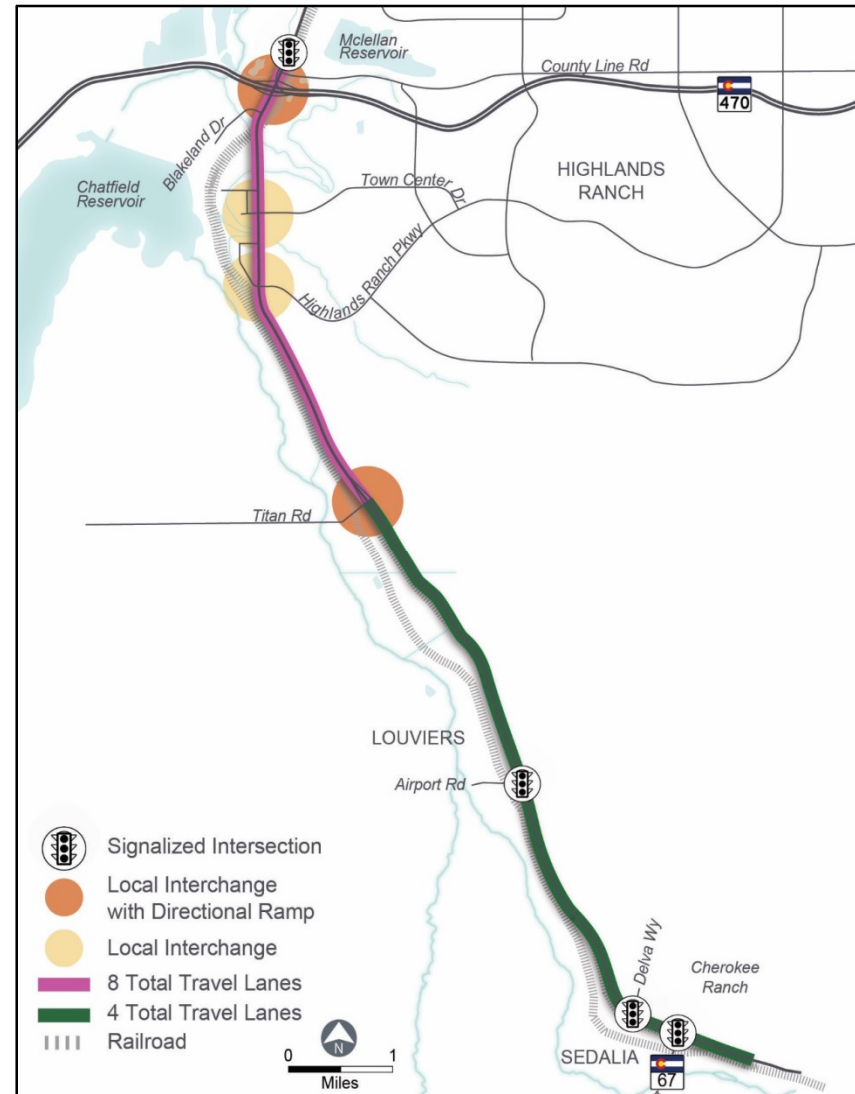 Mclellan
Reservoir
County Line Rd
470
Blakeland Dr
Chatfield
Reservoir
Town Center
Dr
HIGHLANDS
RANCH
Highlands Ranch Pkwy
Titan Rd
LOUVIERS
Airport Rd
Delva Wy
Cherokee
Ranch
SEDALIA
67
Signalized Intersection
Local Interchange
with Directional Ramp
Local Interchange
8 Total Travel Lanes
4 Total Travel Lanes
Railroad
N
0 1
Miles